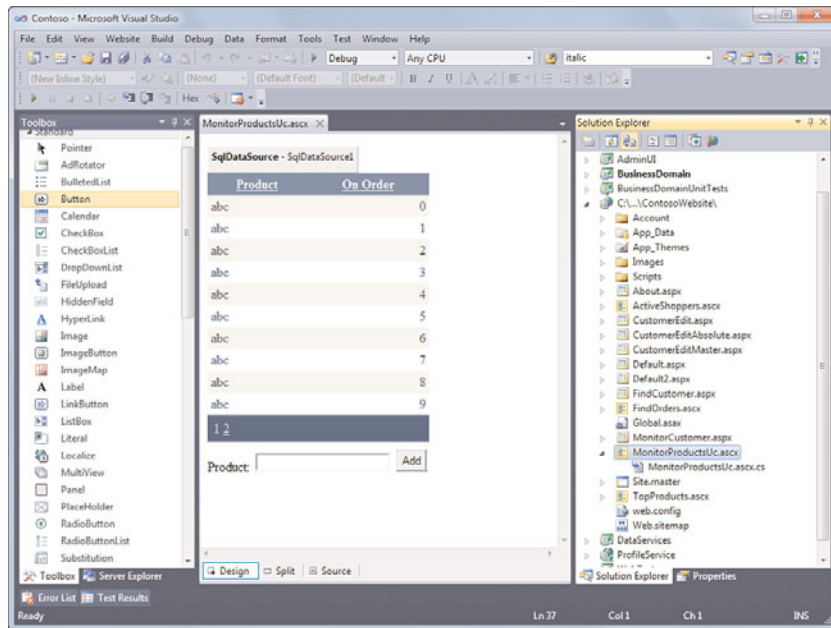 Contoso - Microsoft Visual Studio
File Edit View Website Build Debug Data Format Tools Test Window Help
Debug Any CPU italic
(New Inline Style) (None) (Default Font) (Default B I U A
Hex
Toolbox
Standard
Pointer
AdRotator
BulletedList
Button
Calendar
CheckBox
CheckBoxList
DropDownList
FileUpload
HiddenField
HyperLink
Image
ImageButton
ImageMap
Label
LinkButton
ListBox
Literal
Localize
MultiView
Panel
PlaceHolder
RadioButton
RadioButtonList
Substitution
Toolbox Server Explorer
MonitorProductsUc.ascx
SqlDataSource - SqlDataSource1
Product On Order
abc 0
abc 1
abc 2
abc 3
abc 4
abc 5
abc 6
abc 7
abc 8
abc 9
1 2
Product: Add
Design Split Source
Solution Explorer
AdminUI
BusinessDomain
BusinessDomainUnitTests
C:\...\ContosoWebsite\
Account
App_Data
App_Themes
Images
Scripts
About.aspx
ActiveShoppers.ascx
CustomerEdit.aspx
CustomerEditAbsolute.aspx
CustomerEditMaster.aspx
Default.aspx
Default2.aspx
FindCustomer.aspx
FindOrders.ascx
Global.asax
MonitorCustomer.aspx
MonitorProductsUc.ascx
MonitorProductsUc.ascx.cs
Site.master
TopProducts.ascx
web.config
Web.sitemap
DataServices
ProfileService
Solution Explorer Properties
Error List Test Results
Ready Ln 37 Col 1 Ch 1 INS